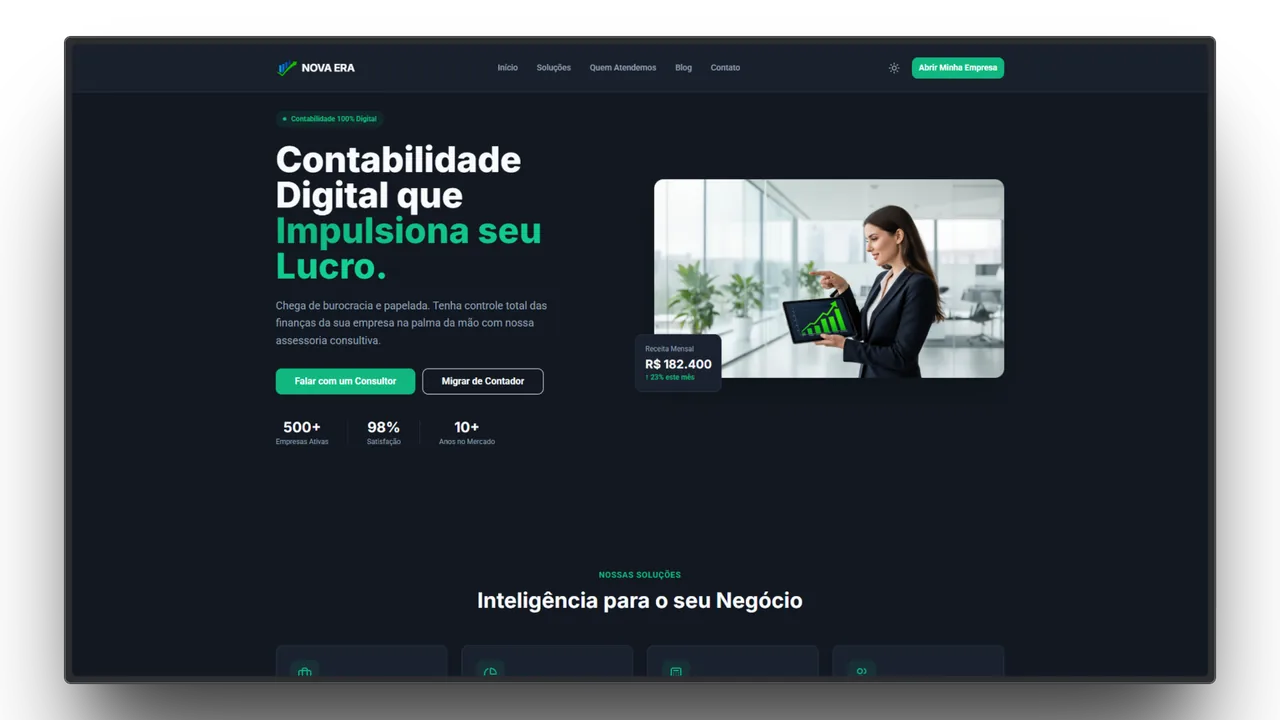 NOVA ERA
Início
Soluções
Quem Atendemos
Blog
Contato
Abrir Minha Empresa
Contabilidade 100% Digital
Contabilidade
Digital que
Impulsiona seu
Lucro.
Chega de burocracia e papelada. Tenha controle total das
finanças da sua empresa na palma da mão com nossa
assessoria consultiva.
Falar com um Consultor
Migrar de Contador
500+
Empresas Ativas
98%
Satisfação
10+
Anos no Mercado
Receita Mensal
R$ 182.400
↑ 23% este mês
NOSSAS SOLUÇÕES
Inteligência para o seu Negócio